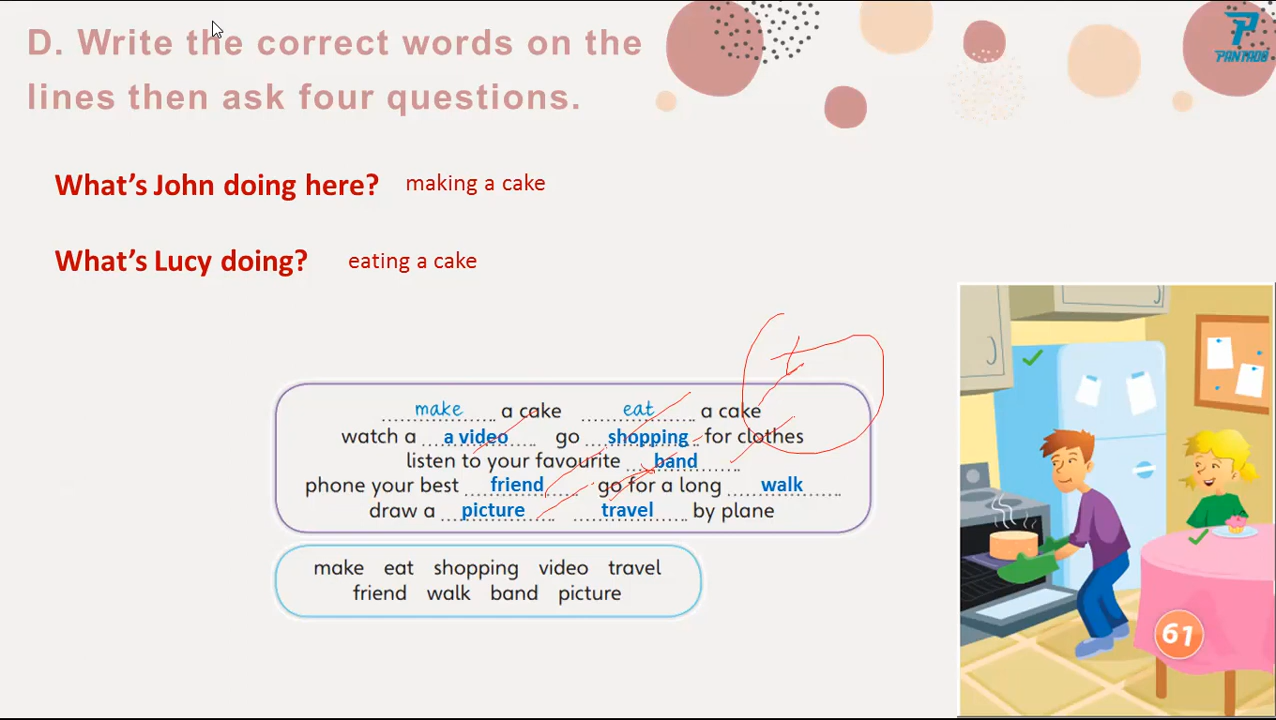 D. Write the correct words on the
lines then ask four questions.
PANTAOS
What's John doing here? making a cake
What's Lucy doing? eating a cake
make a cake eat a cake
watch a a video go shopping for clothes
listen to your favourite band
phone your best friend go for a long walk
draw a picture travel by plane
make eat shopping video travel
friend walk band picture
61